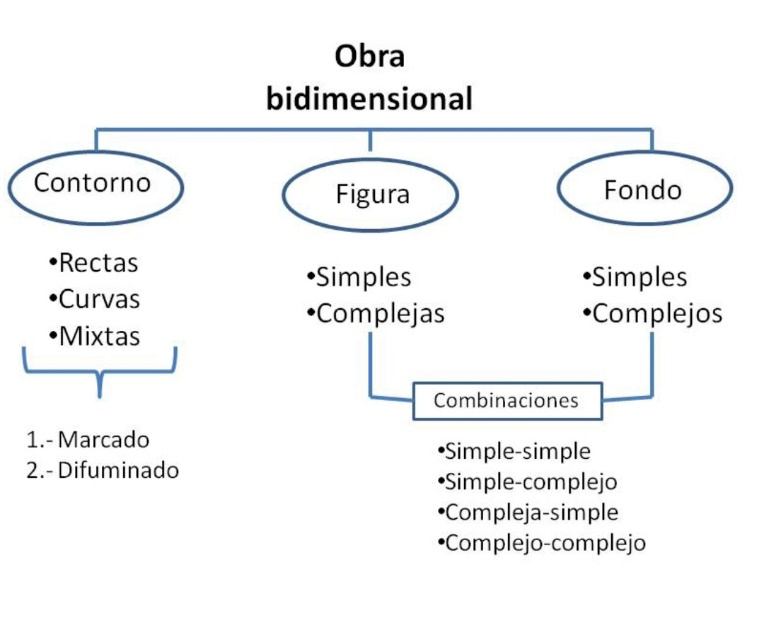 Obra
bidimensional
Contorno
Figura
Fondo
•Rectas
•Curvas
•Mixtas
•Simples
•Complejas
•Simples
•Complejos
1.- Marcado
2.- Difuminado
Combinaciones
•Simple-simple
•Simple-complejo
•Compleja-simple
•Complejo-complejo